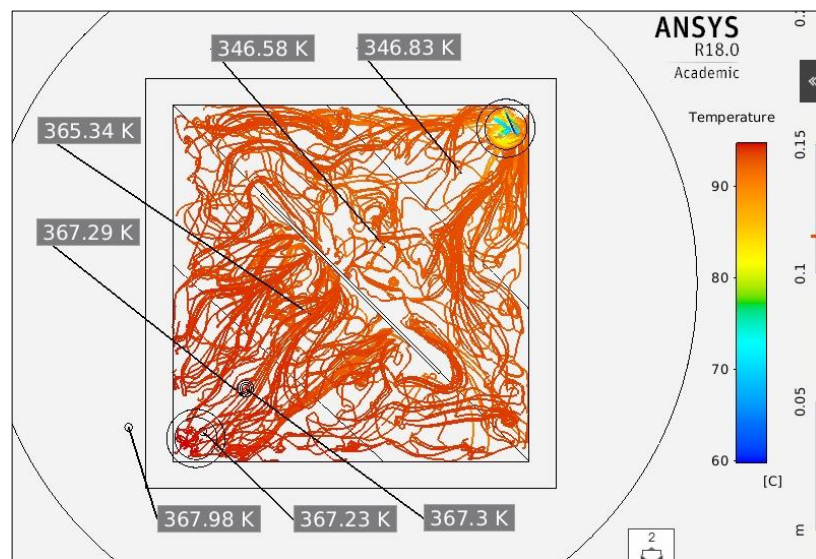 346.58 K
346.83 K
365.34 K
367.29 K
367.98 K
367.23 K
367.3 K
ANSYS
R18.0
Academic
Temperature
90
80
70
60
[C]
0.15
0.1
0.05
m
2
«